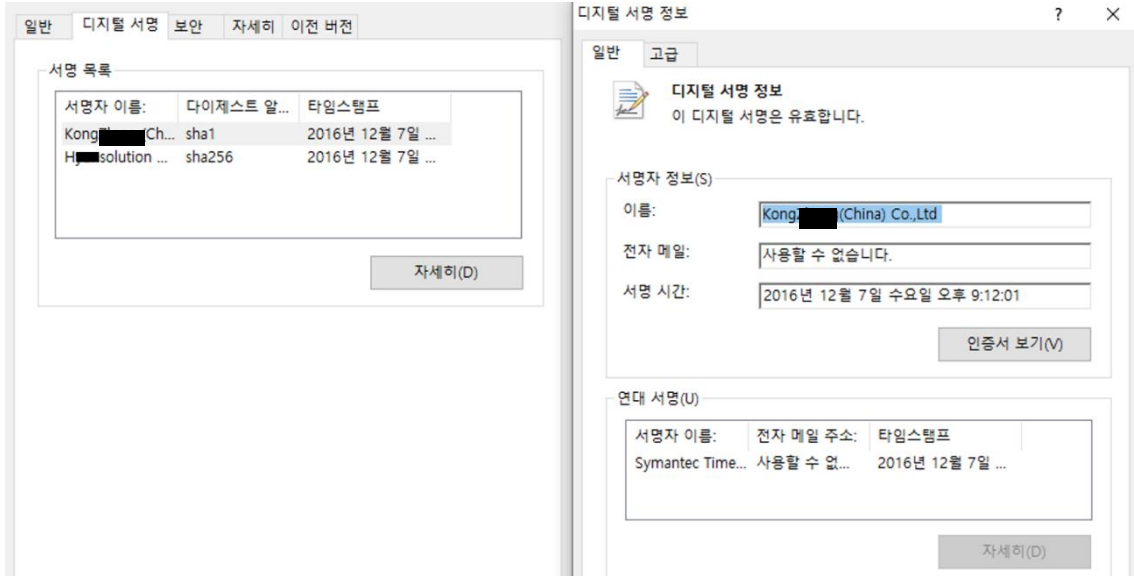 일반 디지털 서명 보안 자세히 이전 버전
서명 목록
서명자 이름: 다이제스트 알... 타임스탬프
Kong (Ch... sha1 2016년 12월 7일 ...
H solution ... sha256 2016년 12월 7일 ...
자세히(D)
디지털 서명 정보 ? ×
일반 고급
디지털 서명 정보
이 디지털 서명은 유효합니다.
서명자 정보(S)
이름: Kong (China) Co.,Ltd
전자 메일: 사용할 수 없습니다.
서명 시간: 2016년 12월 7일 수요일 오후 9:12:01
인증서 보기(V)
연대 서명(U)
서명자 이름: 전자 메일 주소: 타임스탬프
Symantec Time... 사용할 수 없... 2016년 12월 7일 ...
자세히(D)